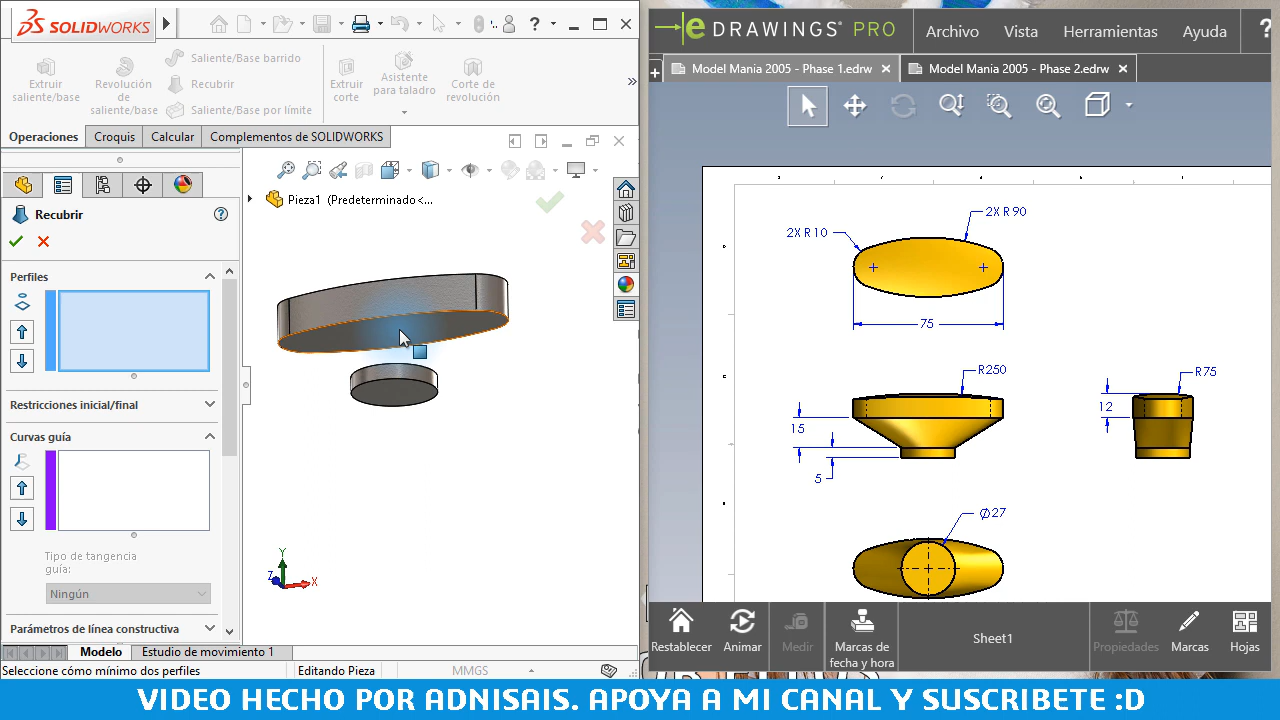 SOLIDWORKS
?
Extruir
saliente/base
Revolución
de
saliente/base
Saliente/Base barrido
Recubrir
Saliente/Base por límite
Extruir
corte
Asistente
para taladro
Corte de
revolución
Operaciones
Croquis
Calcular
Complementos de SOLIDWORKS
Recubrir
Pieza1 (Predeterminado<...
Perfiles
Restricciones inicial/final
Curvas guía
Tipo de tangencia
guía:
Ningún
Parámetros de línea constructiva
Y
X
Z
Modelo
Estudio de movimiento 1
Seleccione cómo mínimo dos perfiles
Editando Pieza
MMGS
eDRAWINGS® PRO
Archivo
Vista
Herramientas
Ayuda
?
Model Mania 2005 - Phase 1.edrw
Model Mania 2005 - Phase 2.edrw
2X R 10
2X R 90
75
R250
15
5
R75
12
Ø27
Restablecer
Animar
Medir
Marcas de
fecha y hora
Sheet1
Propiedades
Marcas
Hojas
VIDEO HECHO POR ADNISAIS. APOYA A MI CANAL Y SUSCRIBETE :D